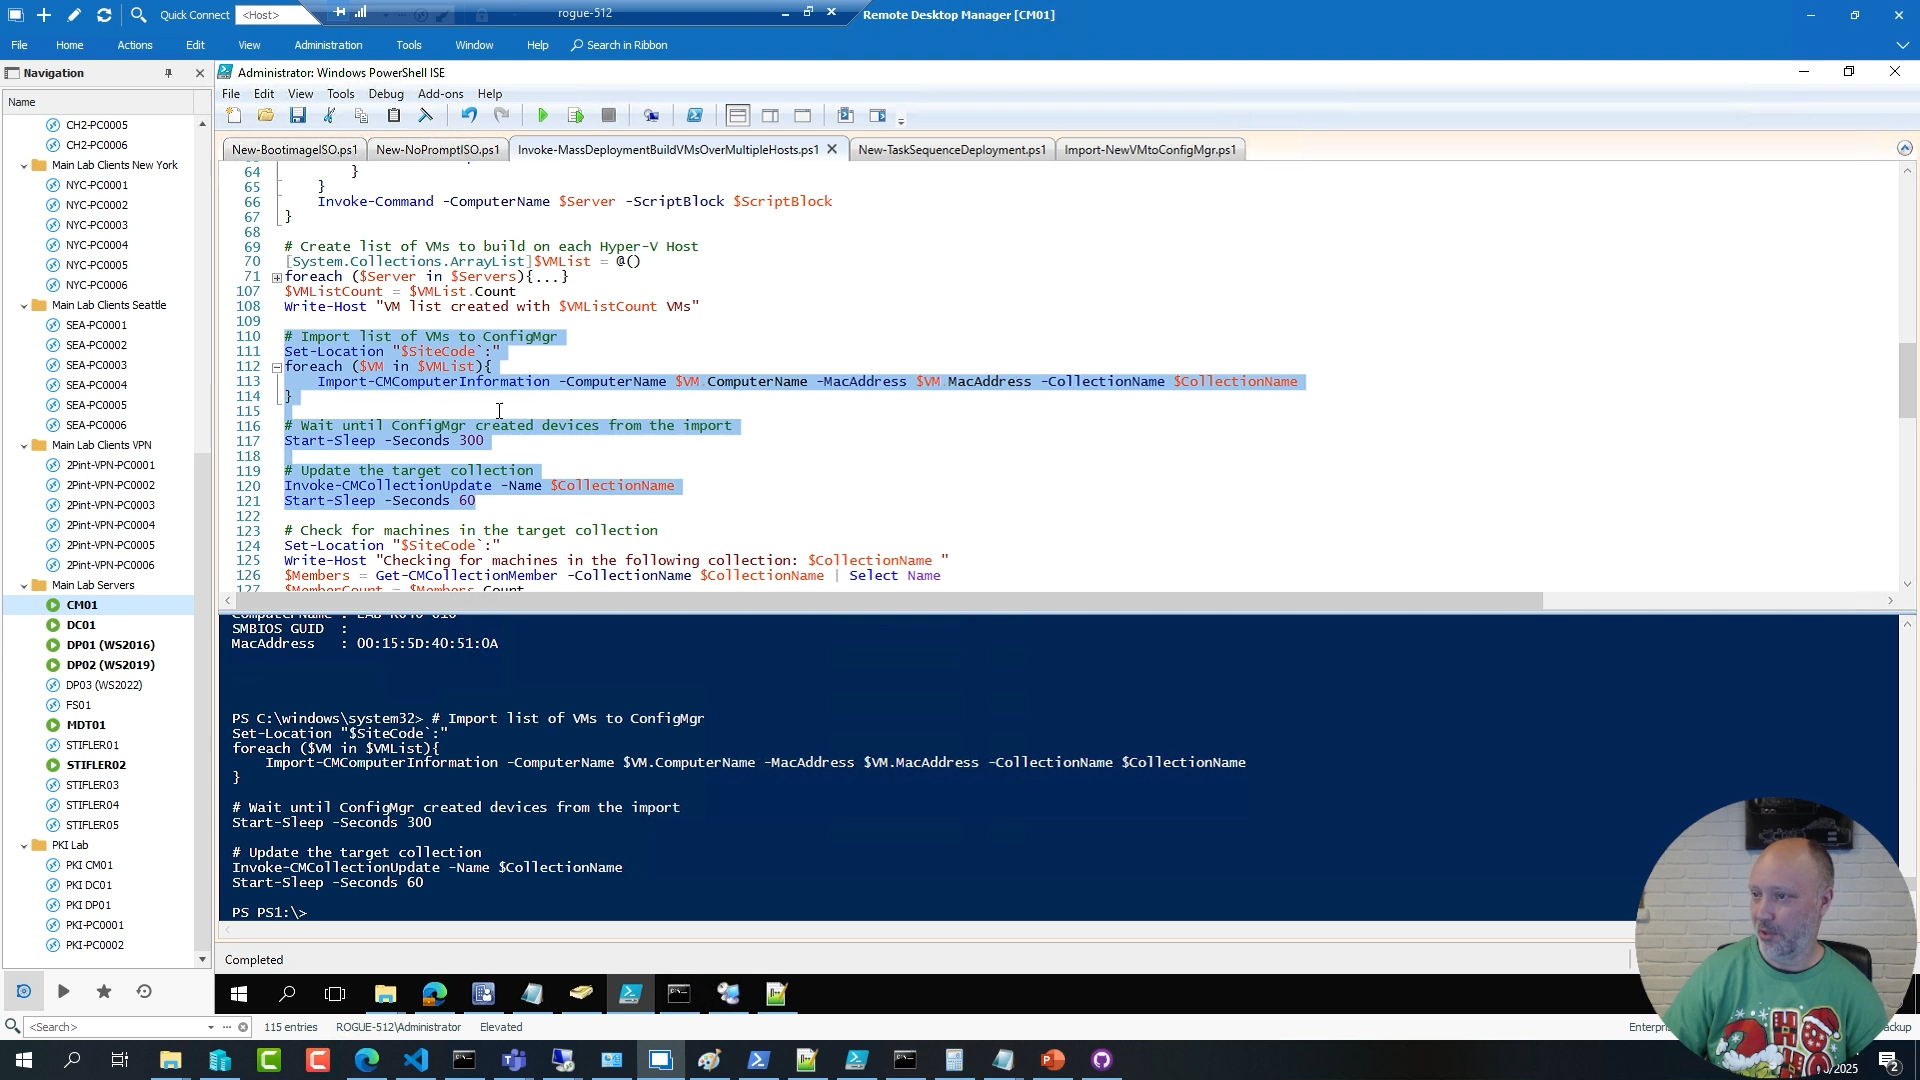 Quick Connect <Host>
rogue-512
Remote Desktop Manager [CM01]
File Home Actions Edit View Administration Tools Window Help Search in Ribbon
Navigation
Name
CH2-PC0005
CH2-PC0006
Main Lab Clients New York
NYC-PC0001
NYC-PC0002
NYC-PC0003
NYC-PC0004
NYC-PC0005
NYC-PC0006
Main Lab Clients Seattle
SEA-PC0001
SEA-PC0002
SEA-PC0003
SEA-PC0004
SEA-PC0005
SEA-PC0006
Main Lab Clients VPN
2Pint-VPN-PC0001
2Pint-VPN-PC0002
2Pint-VPN-PC0003
2Pint-VPN-PC0004
2Pint-VPN-PC0005
2Pint-VPN-PC0006
Main Lab Servers
CM01
DC01
DP01 (WS2016)
DP02 (WS2019)
DP03 (WS2022)
FS01
MDT01
STIFLER01
STIFLER02
STIFLER03
STIFLER04
STIFLER05
PKI Lab
PKI CM01
PKI DC01
PKI DP01
PKI-PC0001
PKI-PC0002
Administrator: Windows PowerShell ISE
File Edit View Tools Debug Add-ons Help
New-BootimageISO.ps1 New-NoPromptISO.ps1 Invoke-MassDeploymentBuildVMsOverMultipleHosts.ps1 New-TaskSequenceDeployment.ps1 Import-NewVMtoConfigMgr.ps1
64 }
65 }
66 Invoke-Command -ComputerName $Server -ScriptBlock $ScriptBlock
67 }
68
69 # Create list of VMs to build on each Hyper-V Host
70 [System.Collections.ArrayList]$VMList = @()
71 foreach ($Server in $Servers){...}
107 $VMListCount = $VMList.Count
108 Write-Host "VM list created with $VMListCount VMs"
109
110 # Import list of VMs to ConfigMgr
111 Set-Location "$SiteCode`:"
112 foreach ($VM in $VMList){
113 Import-CMComputerInformation -ComputerName $VM.ComputerName -MacAddress $VM.MacAddress -CollectionName $CollectionName
114 }
115
116 # Wait until ConfigMgr created devices from the import
117 Start-Sleep -Seconds 300
118
119 # Update the target collection
120 Invoke-CMCollectionUpdate -Name $CollectionName
121 Start-Sleep -Seconds 60
122
123 # Check for machines in the target collection
124 Set-Location "$SiteCode`:"
125 Write-Host "Checking for machines in the following collection: $CollectionName "
126 $Members = Get-CMCollectionMember -CollectionName $CollectionName | Select Name
127 $MemberCount = $Members.Count
SMBIOS GUID :
MacAddress : 00:15:5D:40:51:0A
PS C:\windows\system32> # Import list of VMs to ConfigMgr
Set-Location "$SiteCode`:"
foreach ($VM in $VMList){
Import-CMComputerInformation -ComputerName $VM.ComputerName -MacAddress $VM.MacAddress -CollectionName $CollectionName
}
# Wait until ConfigMgr created devices from the import
Start-Sleep -Seconds 300
# Update the target collection
Invoke-CMCollectionUpdate -Name $CollectionName
Start-Sleep -Seconds 60
PS PS1:\>
Completed
<Search> 115 entries ROGUE-512\Administrator Elevated